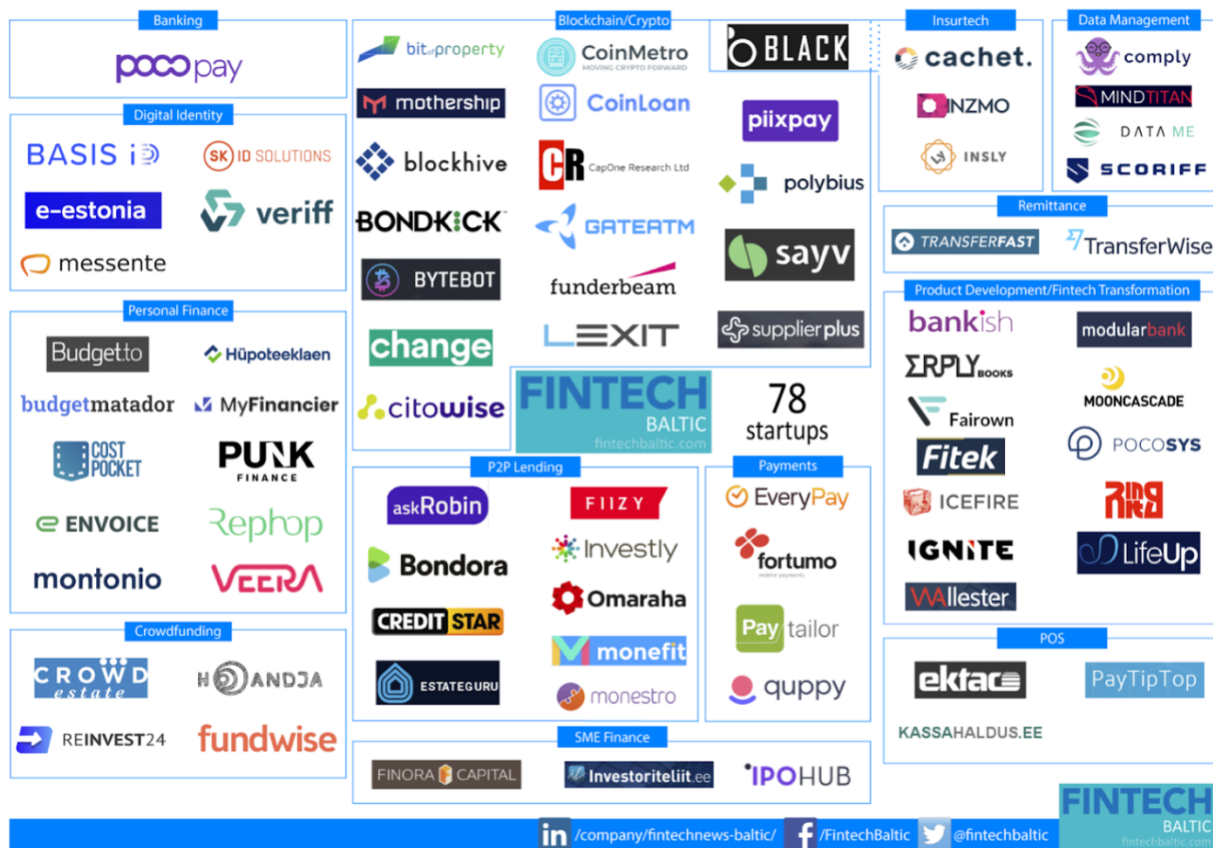 Banking
poco pay
Digital Identity
BASIS iD
SK ID SOLUTIONS
e-estonia
veriff
messente
Personal Finance
Budget.to
Hüpoteeklaen
budgetmatador
MyFinancier
COST
POCKET
PUNK
FINANCE
ENVOICE
Rephop
montonio
VEERA
Crowdfunding
CROWD
estate
HOOANDJA
REINVEST24
fundwise
Blockchain/Crypto
bitofproperty
CoinMetro
MOVING CRYPTO FORWARD
BLACK
mothership
CoinLoan
piixpay
blockhive
CR CapOne Research Ltd
polybius
BONDKICK
GATEATM
sayv
BYTEBOT
funderbeam
change
LEXIT
supplierplus
citowise
FINTECH
BALTIC
fintechbaltic.com
78
startups
P2P Lending
askRobin
FIIZY
Bondora
Investly
CREDIT STAR
Omaraha
monefit
ESTATEGURU
monestro
Payments
EveryPay
fortumo
mobile payments
Pay tailor
quppy
SME Finance
FINORA CAPITAL
Investoriteliit.ee
IPOHUB
Insurtech
cachet.
INZMO
INSLY
Data Management
comply
MINDTITAN
DATA ME
SCORIFF
Remittance
TRANSFERFAST
TransferWise
Product Development/Fintech Transformation
bankish
modularbank
ERPLY BOOKS
MOONCASCADE
Fairown
POCOSYS
Fitek
ICEFIRE
IGNITE
LifeUp
WAllester
POS
ektaco
PayTipTop
KASSAHALDUS.EE
/company/fintechnews-baltic/
/FintechBaltic
@fintechbaltic
FINTECH
BALTIC
fintechbaltic.com